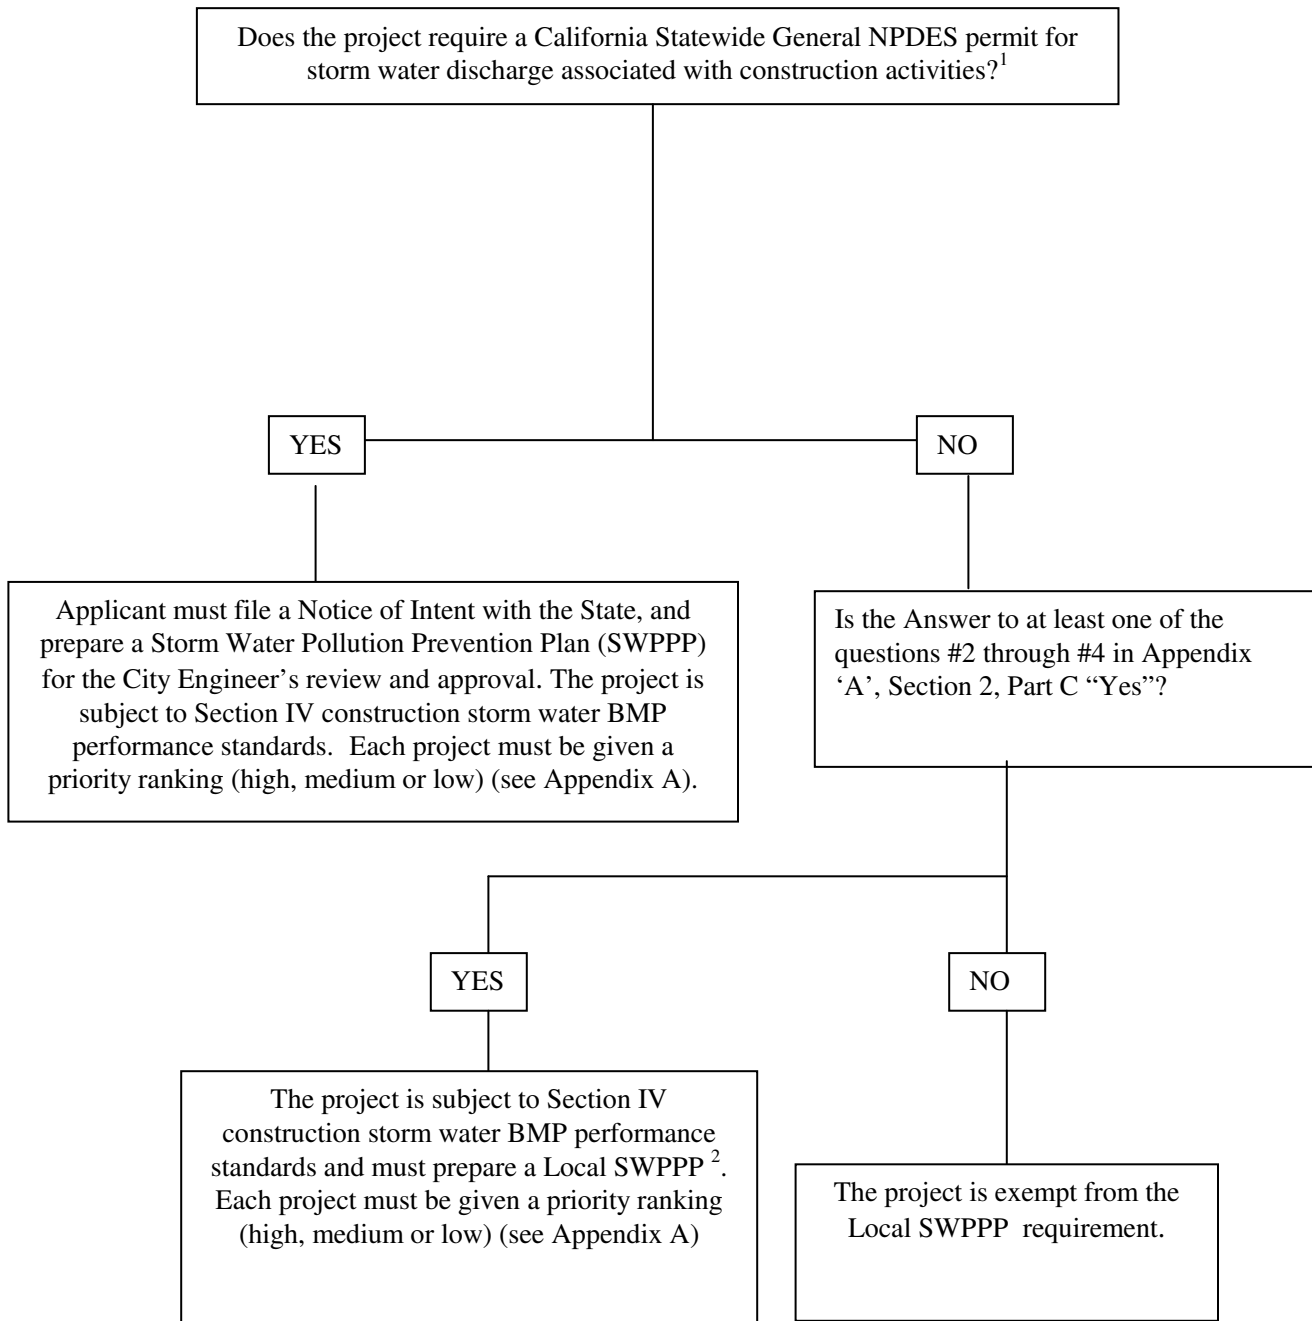 Does the project require a California Statewide General NPDES permit for
storm water discharge associated with construction activities?1
YES
NO
Applicant must file a Notice of Intent with the State, and
prepare a Storm Water Pollution Prevention Plan (SWPPP)
for the City Engineer’s review and approval. The project is
subject to Section IV construction storm water BMP
performance standards.  Each project must be given a
priority ranking (high, medium or low) (see Appendix A).
Is the Answer to at least one of the
questions #2 through #4 in Appendix
‘A’, Section 2, Part C “Yes”?
YES
NO
The project is subject to Section IV
construction storm water BMP performance
standards and must prepare a Local SWPPP 2.
Each project must be given a priority ranking
(high, medium or low) (see Appendix A)
The project is exempt from the
Local SWPPP  requirement.